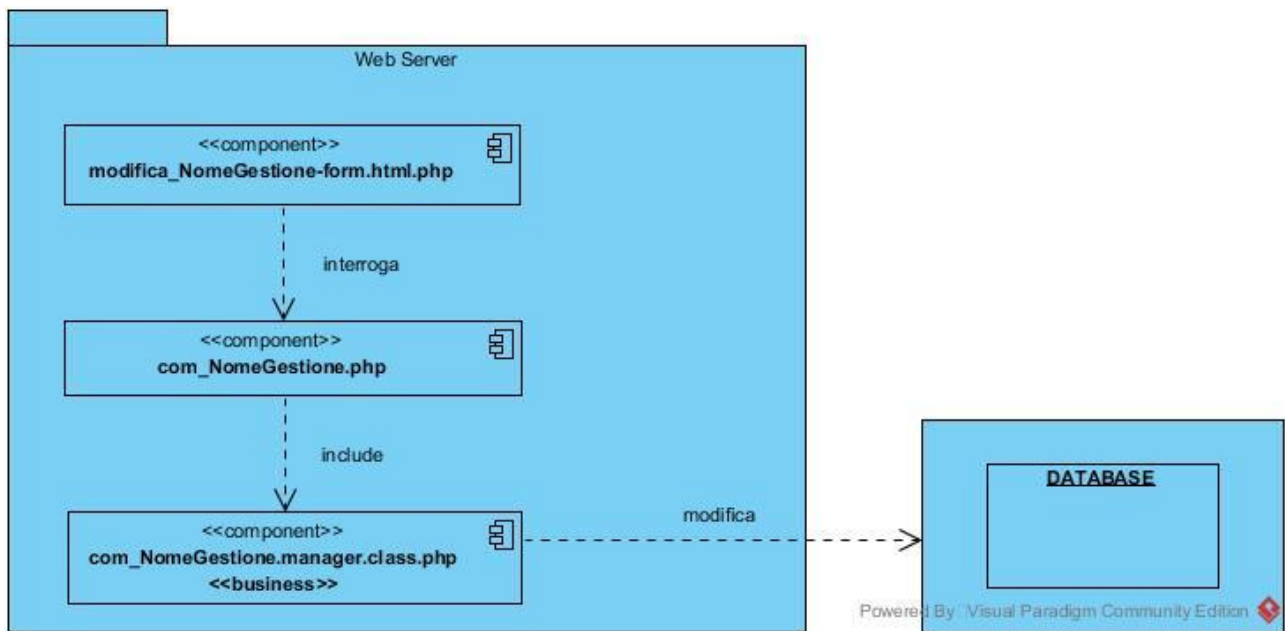 Web Server
<<component>>
modifica_NomeGestione-form.html.php
interroga
<<component>>
com_NomeGestione.php
include
<<component>>
com_NomeGestione.manager.class.php
<<business>>
modifica
DATABASE
Powered By Visual Paradigm Community Edition